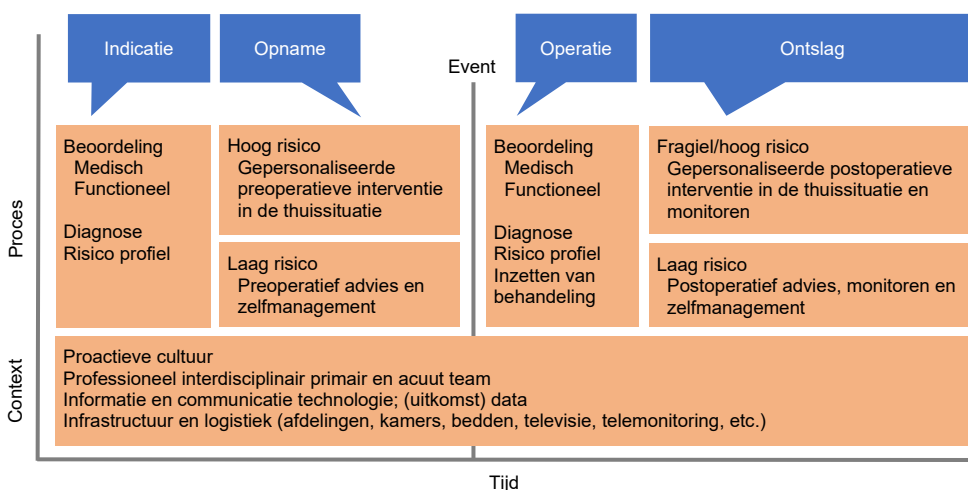 Indicatie
Opname
Event
Operatie
Ontslag
Proces
Beoordeling
Medisch
Functioneel
Diagnose
Risico profiel
Hoog risico
Gepersonaliseerde
preoperatieve interventie
in de thuissituatie
Laag risico
Preoperatief advies en
zelfmanagement
Beoordeling
Medisch
Functioneel
Diagnose
Risico profiel
Inzetten van
behandeling
Fragiel/hoog risico
Gepersonaliseerde postoperatieve
interventie in de thuissituatie en
monitoren
Laag risico
Postoperatief advies, monitoren en
zelfmanagement
Context
Proactieve cultuur
Professioneel interdisciplinair primair en acuut team
Informatie en communicatie technologie; (uitkomst) data
Infrastructuur en logistiek (afdelingen, kamers, bedden, televisie, telemonitoring, etc.)
Tijd